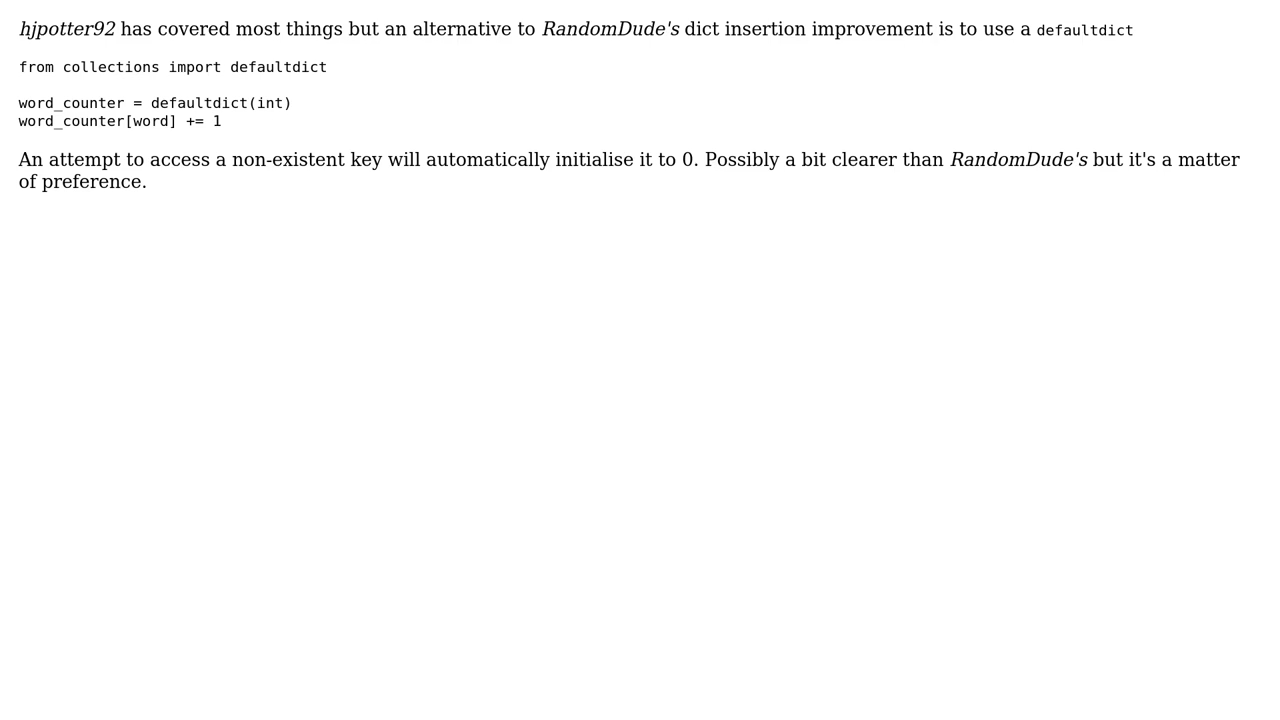 hjpotter92 has covered most things but an alternative to RandomDude's dict insertion improvement is to use a defaultdict
from collections import defaultdict
word_counter = defaultdict(int)
word_counter[word] += 1
An attempt to access a non-existent key will automatically initialise it to 0. Possibly a bit clearer than RandomDude's but it's a matter
of preference.